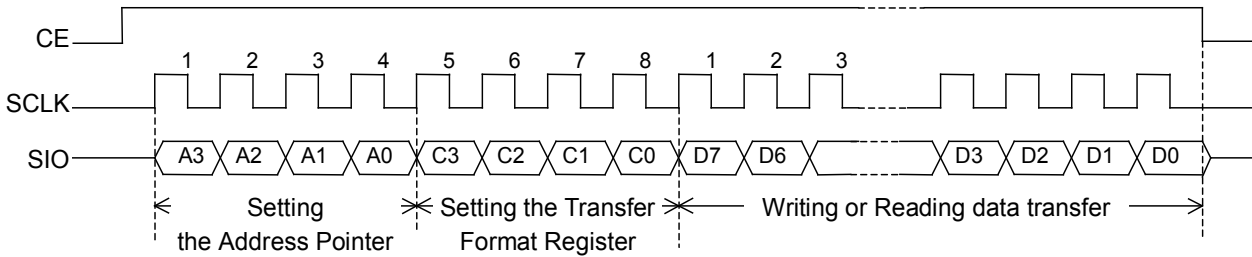 CE
1 2 3 4 5 6 7 8 1 2 3
SCLK
SIO A3 A2 A1 A0 C3 C2 C1 C0 D7 D6 D3 D2 D1 D0
Setting Setting the Transfer Writing or Reading data transfer
the Address Pointer Format Register